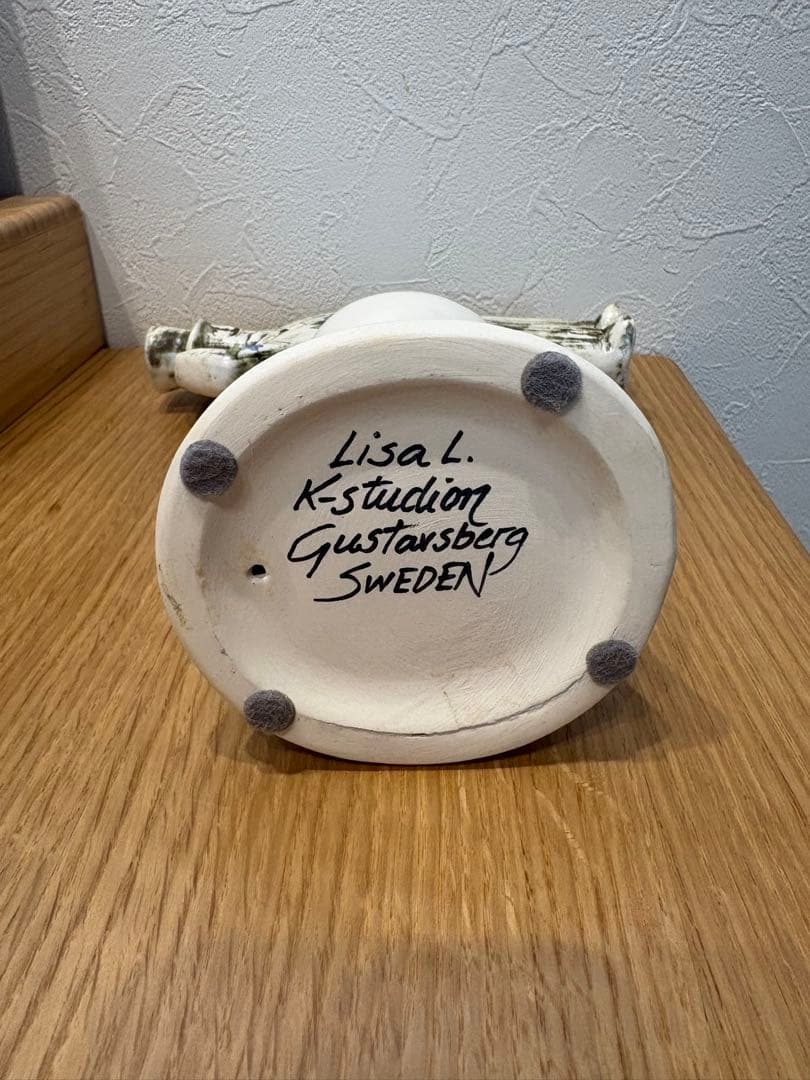 Lisa L.
K-studion
Gustavsberg
SWEDEN